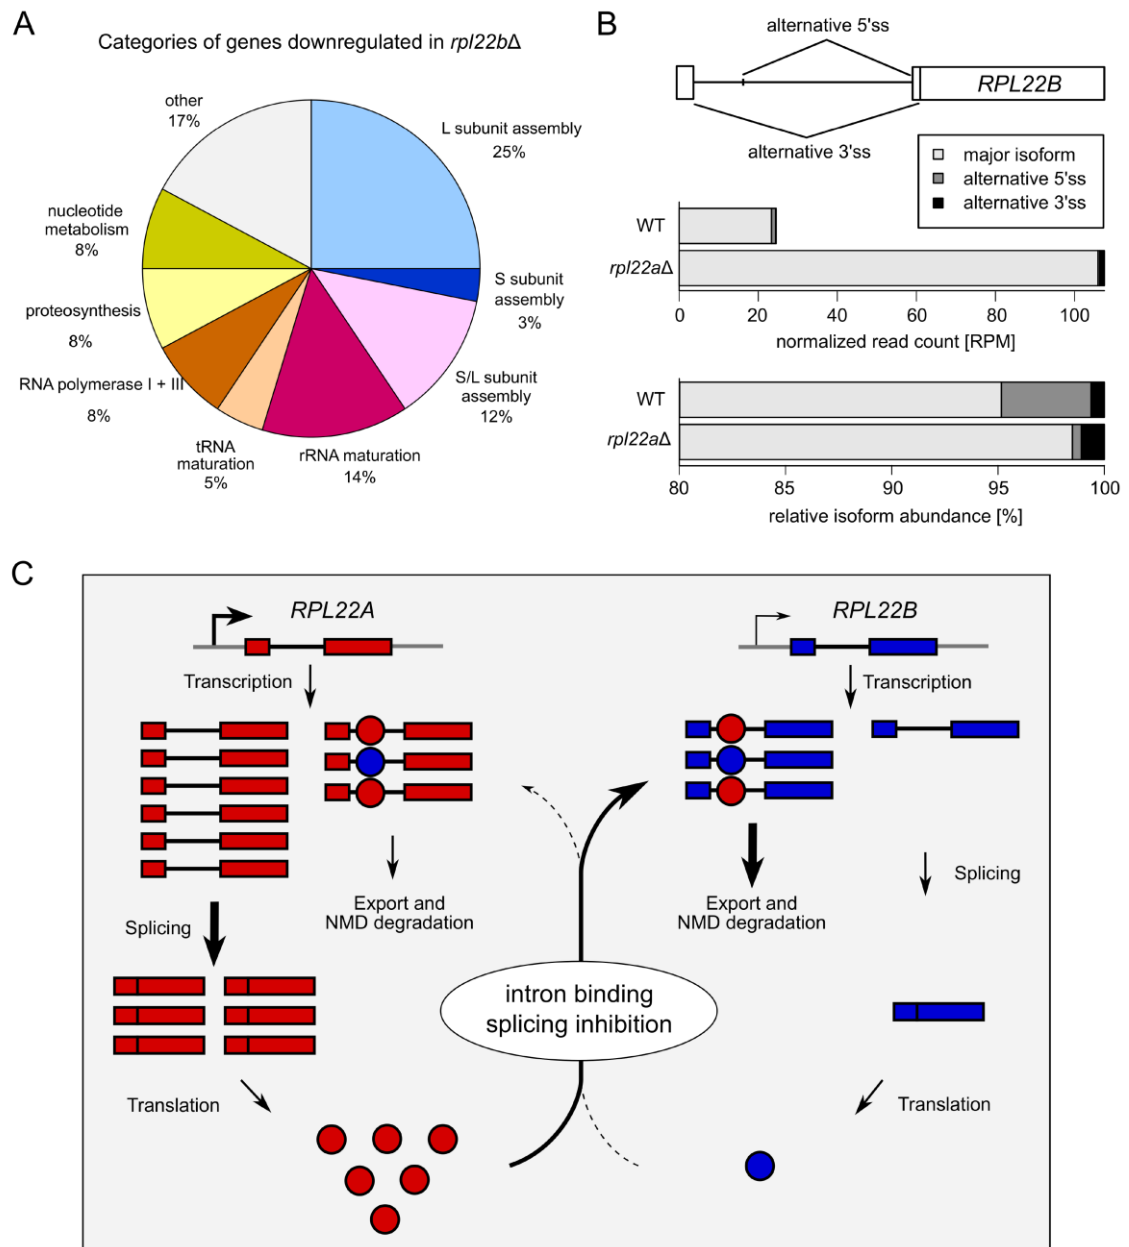 A
Categories of genes downregulated in rpl22bΔ
other
17%
L subunit assembly
25%
nucleotide
metabolism
8%
S subunit
assembly
3%
proteosynthesis
8%
S/L subunit
assembly
12%
RNA polymerase I + III
8%
tRNA
maturation
5%
rRNA maturation
14%
B
alternative 5'ss
RPL22B
alternative 3'ss
major isoform
alternative 5'ss
alternative 3'ss
WT
rpl22aΔ
0 20 40 60 80 100
normalized read count [RPM]
WT
rpl22aΔ
80 85 90 95 100
relative isoform abundance [%]
C
RPL22A
RPL22B
Transcription
Transcription
Export and
NMD degradation
Export and
NMD degradation
Splicing
Splicing
intron binding
splicing inhibition
Translation
Translation